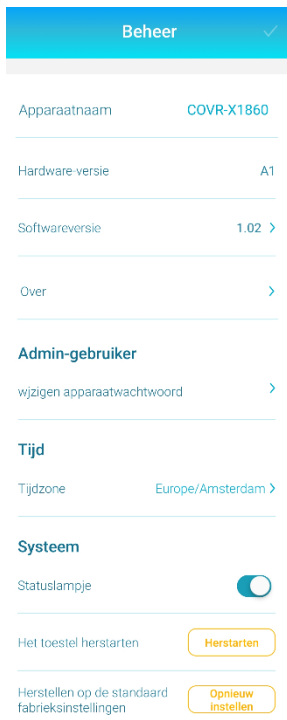 Beheer
Apparaatnaam COVR-X1860
Hardware-versie A1
Softwareversie 1.02
Over
Admin-gebruiker
wjzigen apparaatwachtwoord
Tijd
Tijdzone Europe/Amsterdam
Systeem
Statuslampje
Het toestel herstarten Herstarten
Herstellen op de standaard Opnieuw
fabrieksinstellingen instellen